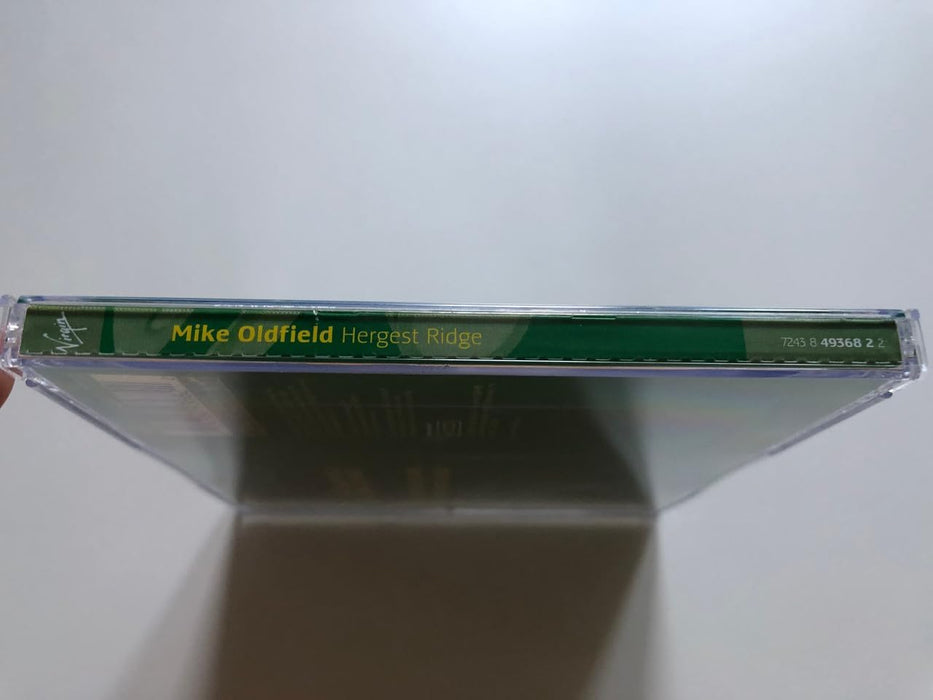 Virgin
Mike Oldfield Hergest Ridge
7243 8 49368 2 2